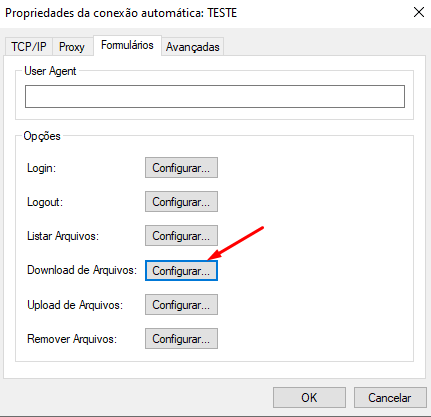 Propriedades da conexão automática: TESTE
TCP/IP Proxy Formulários Avançadas
User Agent
Opções
Login: Configurar...
Logout: Configurar...
Listar Arquivos: Configurar...
Download de Arquivos: Configurar...
Upload de Arquivos: Configurar...
Remover Arquivos: Configurar...
OK Cancelar